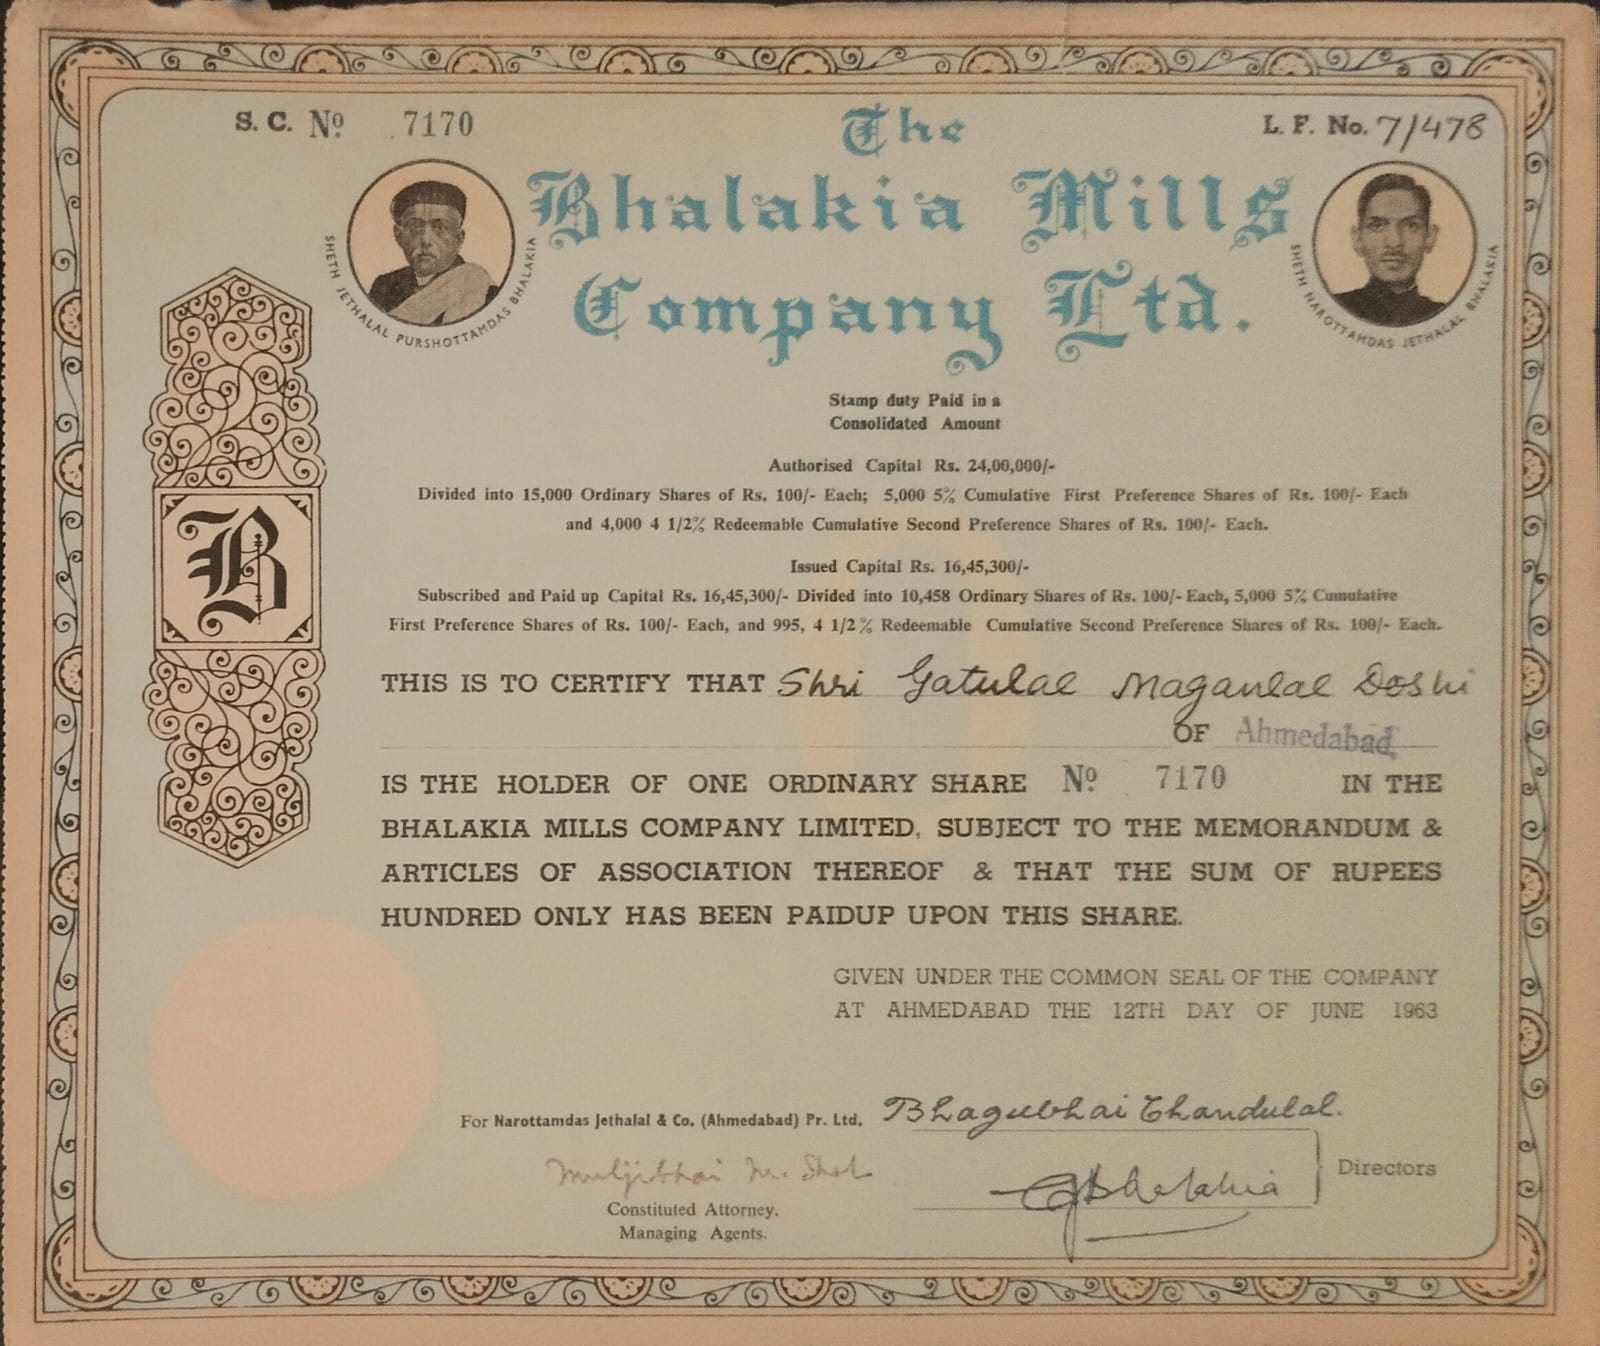 S. C. Nº 7170
L. F. No. 7/478
The
Bhalakia Mills
Company Ltd.
SHETH JETHALAL PURSHOTTAMDAS BHALAKIA
SHETH NAROTTAMDAS JETHALAL BHALAKIA
Stamp duty Paid in a
Consolidated Amount
Authorised Capital Rs. 24,00,000/-
Divided into 15,000 Ordinary Shares of Rs. 100/- Each; 5,000 5% Cumulative First Preference Shares of Rs. 100/- Each
and 4,000 4 1/2% Redeemable Cumulative Second Preference Shares of Rs. 100/- Each.
Issued Capital Rs. 16,45,300/-
Subscribed and Paid up Capital Rs. 16,45,300/- Divided into 10,458 Ordinary Shares of Rs. 100/- Each, 5,000 5% Cumulative
First Preference Shares of Rs. 100/- Each, and 995, 4 1/2% Redeemable Cumulative Second Preference Shares of Rs. 100/- Each.
B
THIS IS TO CERTIFY THAT Shri Gatulal Maganlal Doshi
OF Ahmedabad
IS THE HOLDER OF ONE ORDINARY SHARE Nº 7170 IN THE
BHALAKIA MILLS COMPANY LIMITED, SUBJECT TO THE MEMORANDUM &
ARTICLES OF ASSOCIATION THEREOF & THAT THE SUM OF RUPEES
HUNDRED ONLY HAS BEEN PAIDUP UPON THIS SHARE.
GIVEN UNDER THE COMMON SEAL OF THE COMPANY
AT AHMEDABAD THE 12TH DAY OF JUNE 1963
For Narottamdas Jethalal & Co. (Ahmedabad) Pr. Ltd.
Bhagubhai Chandulal.
Muljibhai M. Shah
Bhalakia
Directors
Constituted Attorney.
Managing Agents.